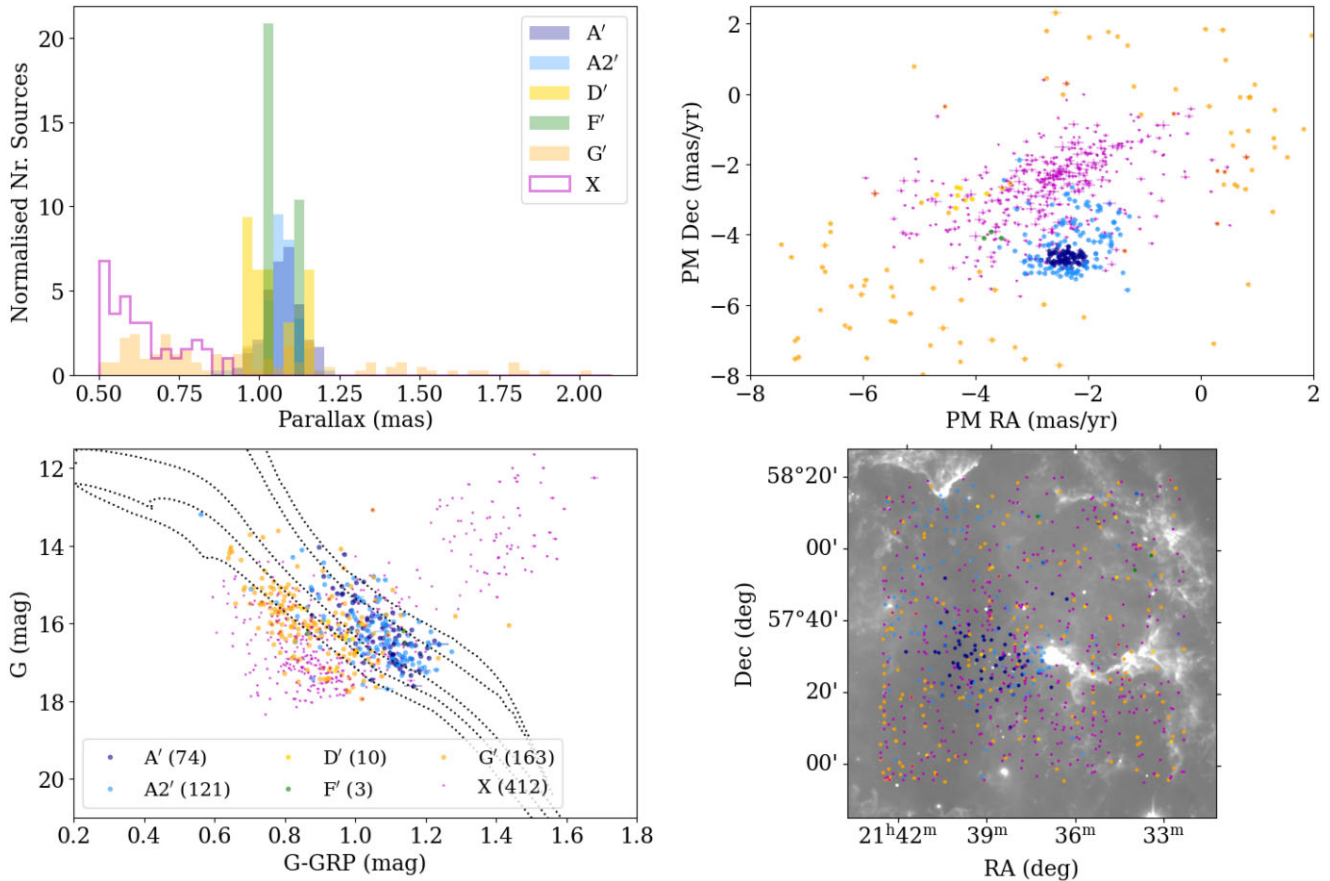 Normalised Nr. Sources
20
15
10
5
0
0.50 0.75 1.00 1.25 1.50 1.75 2.00
Parallax (mas)
A′
A2′
D′
F′
G′
X
PM Dec (mas/yr)
2
0
−2
−4
−6
−8
−8 −6 −4 −2 0 2
PM RA (mas/yr)
G (mag)
12
14
16
18
20
0.2 0.4 0.6 0.8 1.0 1.2 1.4 1.6 1.8
G-GRP (mag)
A′ (74) D′ (10) G′ (163)
A2′ (121) F′ (3) X (412)
Dec (deg)
58°20'
00'
57°40'
20'
00'
21ʰ42ᵐ 39ᵐ 36ᵐ 33ᵐ
RA (deg)